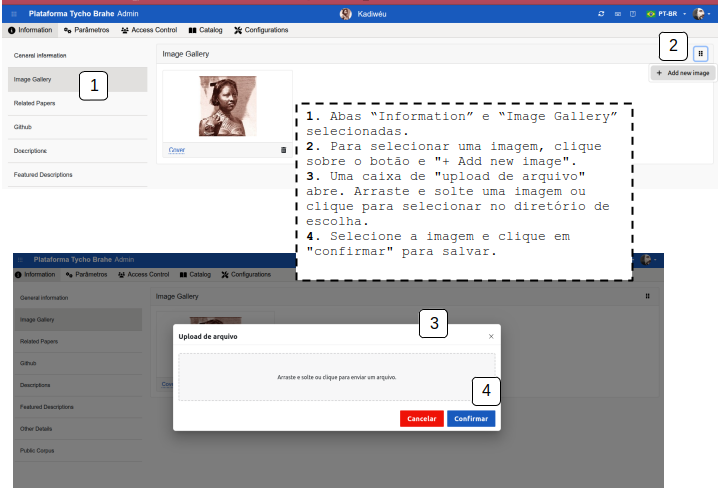 Plataforma Tycho Brahe Admin
Kadiwéu
PT-BR
Information
Parâmetros
Access Control
Catalog
Configurations
General information
Image Gallery
Related Papers
Github
Descriptions
Featured Descriptions
Image Gallery
Cover
+ Add new image
1
2
1. Abas “Information” e “Image Gallery”
selecionadas.
2. Para selecionar uma imagem, clique
sobre o botão e "+ Add new image".
3. Uma caixa de "upload de arquivo"
abre. Arraste e solte uma imagem ou
clique para selecionar no diretório de
escolha.
4. Selecione a imagem e clique em
"confirmar" para salvar.
Plataforma Tycho Brahe Admin
Information
Parâmetros
Access Control
Catalog
Configurations
General information
Image Gallery
Related Papers
Github
Descriptions
Featured Descriptions
Other Details
Public Corpus
Image Gallery
Upload de arquivo
3
Arraste e solte ou clique para enviar um arquivo.
4
Cancelar
Confirmar